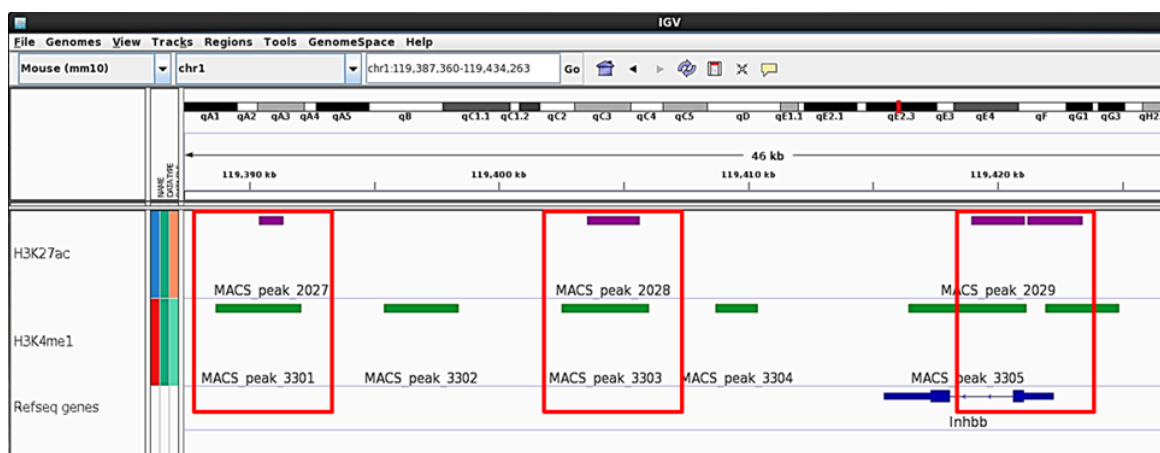 IGV
File Genomes View Tracks Regions Tools GenomeSpace Help
Mouse (mm10) chr1 chr1:119,387,360-119,434,263 Go
qA1 qA2 qA3 qA4 qA5 qB qC1.1 qC1.2 qC2 qC3 qC4 qC5 qD qE1.1 qE2.1 qE2.3 qE3 qE4 qF qG1 qG3 qH2
46 kb
119,390 kb 119,400 kb 119,410 kb 119,420 kb
NAME
DATA TYPE
H3K27ac
MACS_peak_2027 MACS_peak_2028 MACS_peak_2029
H3K4me1
MACS_peak_3301 MACS_peak_3302 MACS_peak_3303 MACS_peak_3304 MACS_peak_3305
Refseq genes
Inhbb